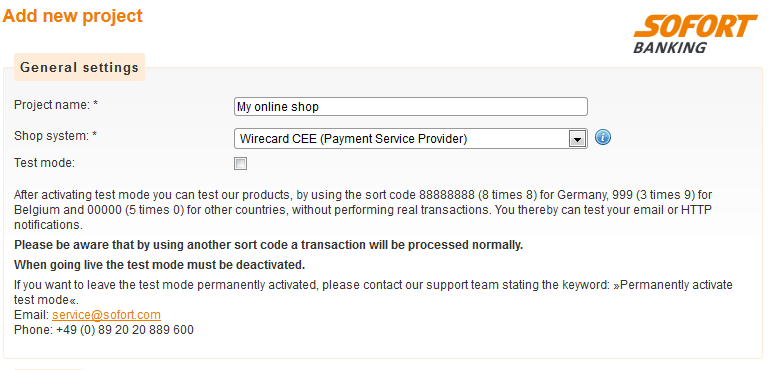 Add new project
SOFORT
BANKING
General settings
Project name: *
My online shop
Shop system: *
Wirecard CEE (Payment Service Provider)
Test mode:
After activating test mode you can test our products, by using the sort code 88888888 (8 times 8) for Germany, 999 (3 times 9) for
Belgium and 00000 (5 times 0) for other countries, without performing real transactions. You thereby can test your email or HTTP
notifications.
Please be aware that by using another sort code a transaction will be processed normally.
When going live the test mode must be deactivated.
If you want to leave the test mode permanently activated, please contact our support team stating the keyword: »Permanently activate
test mode«.
Email: service@sofort.com
Phone: +49 (0) 89 20 20 889 600